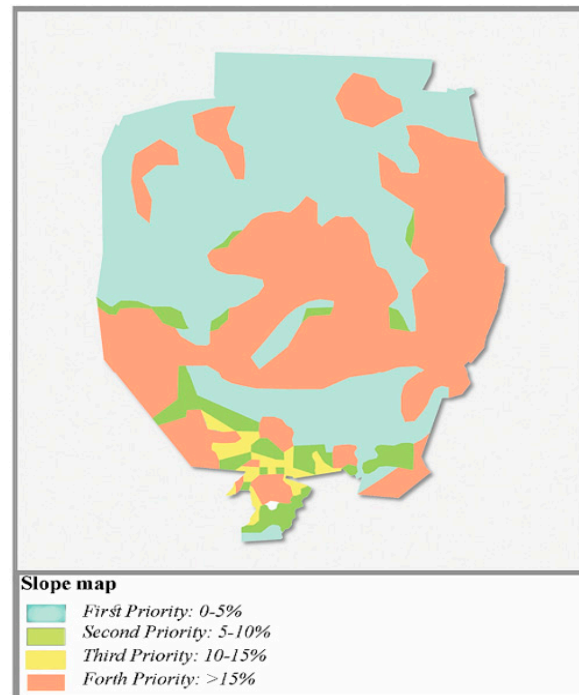 Slope map
First Priority: 0-5%
Second Priority: 5-10%
Third Priority: 10-15%
Forth Priority: >15%